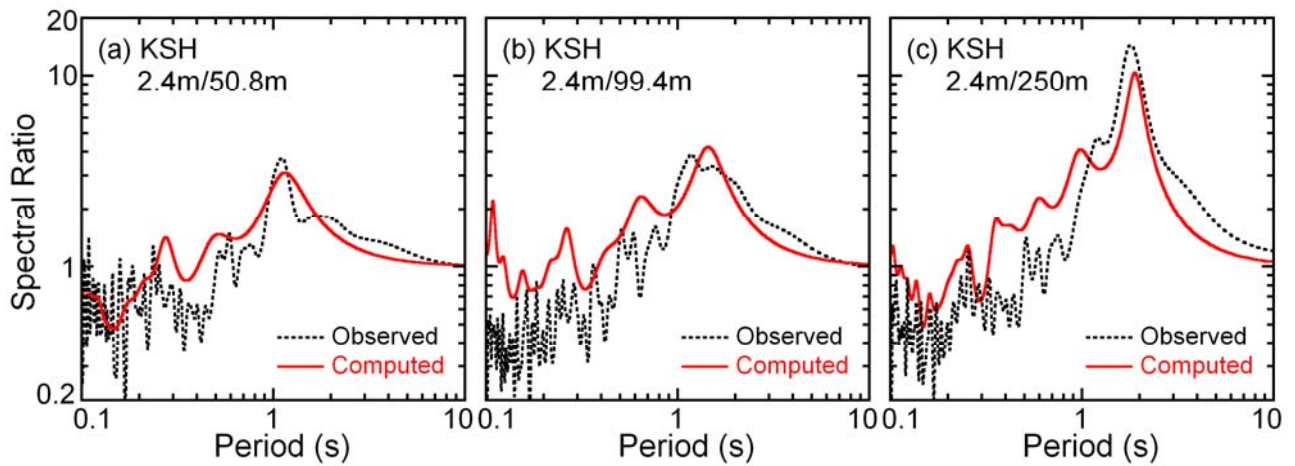 20
10
1
0.2
Spectral Ratio
(a) KSH
2.4m/50.8m
Observed
Computed
0.1
1
10
Period (s)
(b) KSH
2.4m/99.4m
Observed
Computed
0.1
1
10
Period (s)
(c) KSH
2.4m/250m
Observed
Computed
0.1
1
10
Period (s)